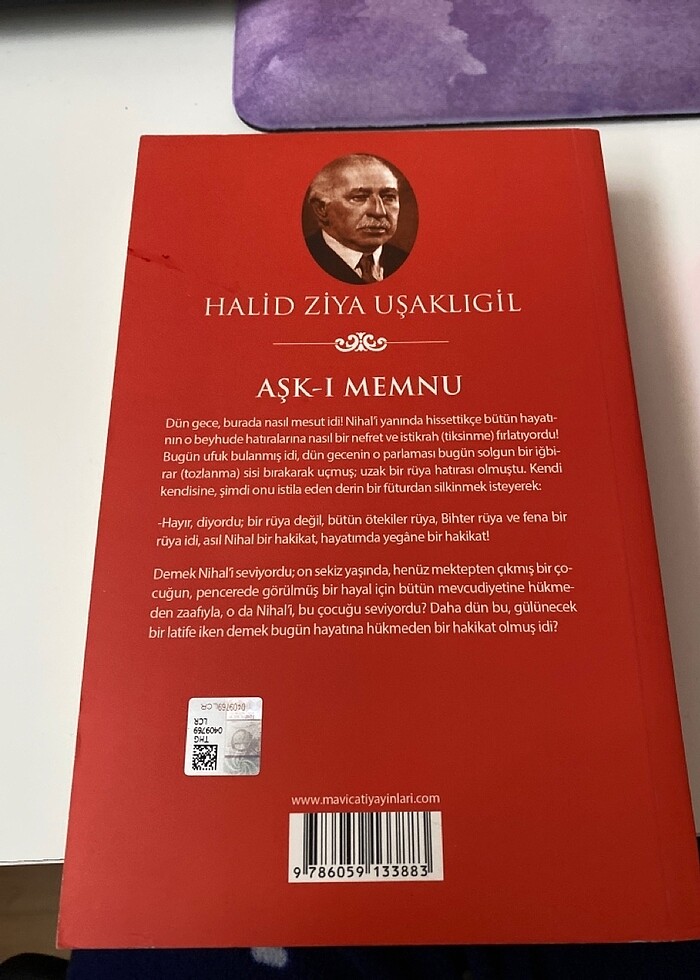 HALİD ZİYA UŞAKLIGİL
AŞK-I MEMNU
Dün gece, burada nasıl mesut idi! Nihal'i yanında hissettikçe bütün hayatı-
nın o beyhude hatıralarına nasıl bir nefret ve istikrah (tiksinme) fırlatıyordu!
Bugün ufuk bulanmış idi, dün gecenin o parlaması bugün solgun bir iğbi-
rar (tozlanma) sisi bırakarak uçmuş; uzak bir rüya hatırası olmuştu. Kendi
kendisine, şimdi onu istila eden derin bir füturdan silkinmek isteyerek:
-Hayır, diyordu; bir rüya değil, bütün ötekiler rüya, Bihter rüya ve fena bir
rüya idi, asıl Nihal bir hakikat, hayatımda yegâne bir hakikat!
Demek Nihal'i seviyordu; on sekiz yaşında, henüz mektepten çıkmış bir ço-
cuğun, pencerede görülmüş bir hayal için bütün mevcudiyetine hükme-
den zaafıyla, o da Nihal'i, bu çocuğu seviyordu? Daha dün bu, gülünecek
bir latife iken demek bugün hayatına hükmeden bir hakikat olmuş idi?
0409769LCR
THG
0409769
LCR
www.mavicatiyayinlari.com
9 786059 133883